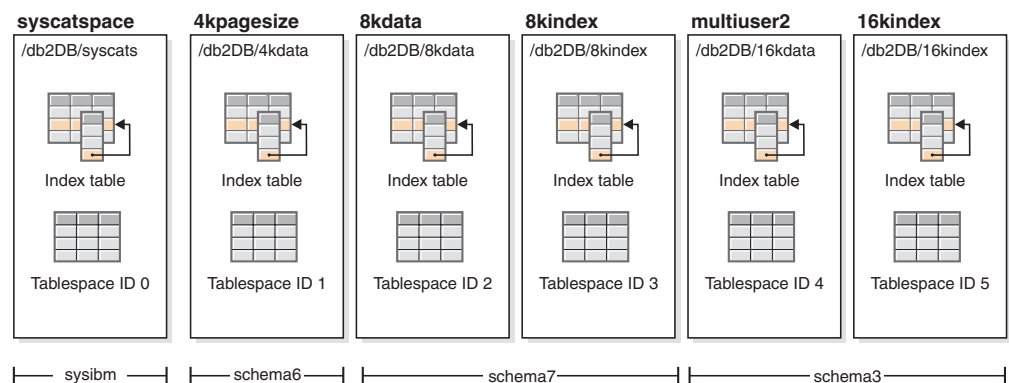 syscatspace
4kpagesize
8kdata
8kindex
multiuser2
16kindex
/db2DB/syscats
/db2DB/4kdata
/db2DB/8kdata
/db2DB/8kindex
/db2DB/16kdata
/db2DB/16kindex
Index table
Index table
Index table
Index table
Index table
Index table
Tablespace ID 0
Tablespace ID 1
Tablespace ID 2
Tablespace ID 3
Tablespace ID 4
Tablespace ID 5
sysibm
schema6
schema7
schema3